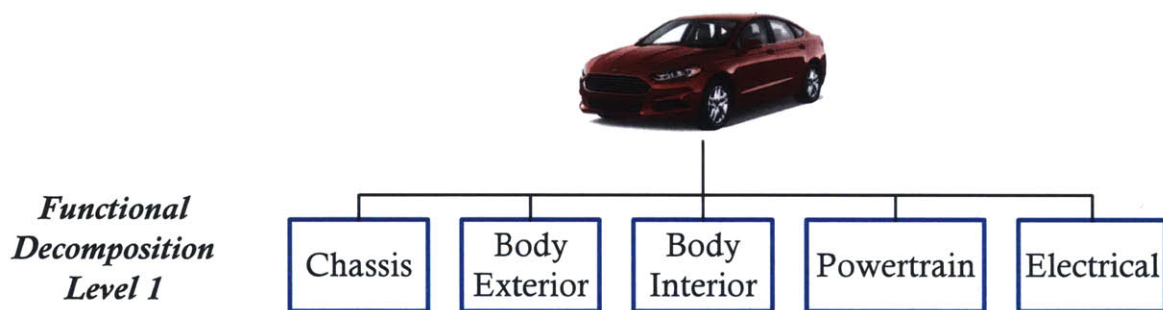 Functional
Decomposition
Level 1
Chassis
Body
Exterior
Body
Interior
Powertrain
Electrical